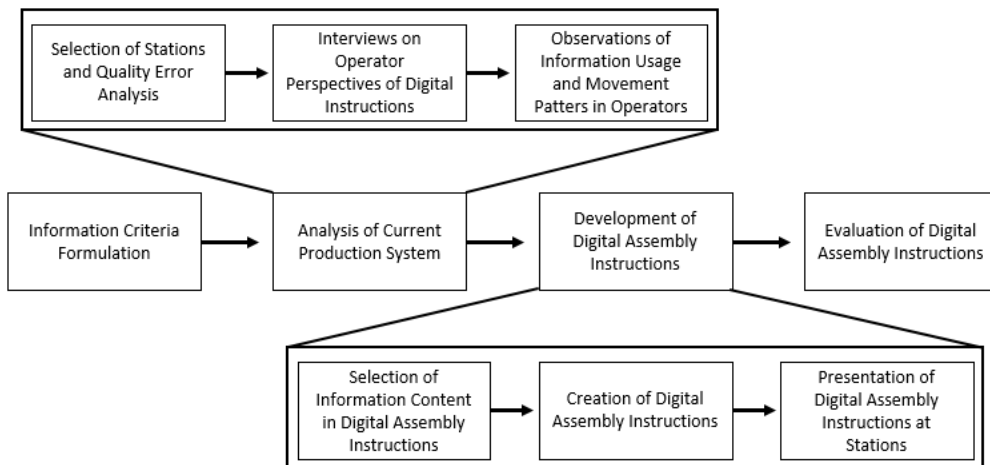 Selection of Stations
and Quality Error
Analysis
Interviews on
Operator
Perspectives of Digital
Instructions
Observations of
Information Usage
and Movement
Patters in Operators
Information Criteria
Formulation
Analysis of Current
Production System
Development of
Digital Assembly
Instructions
Evaluation of Digital
Assembly Instructions
Selection of
Information Content
in Digital Assembly
Instructions
Creation of Digital
Assembly Instructions
Presentation of
Digital Assembly
Instructions at
Stations